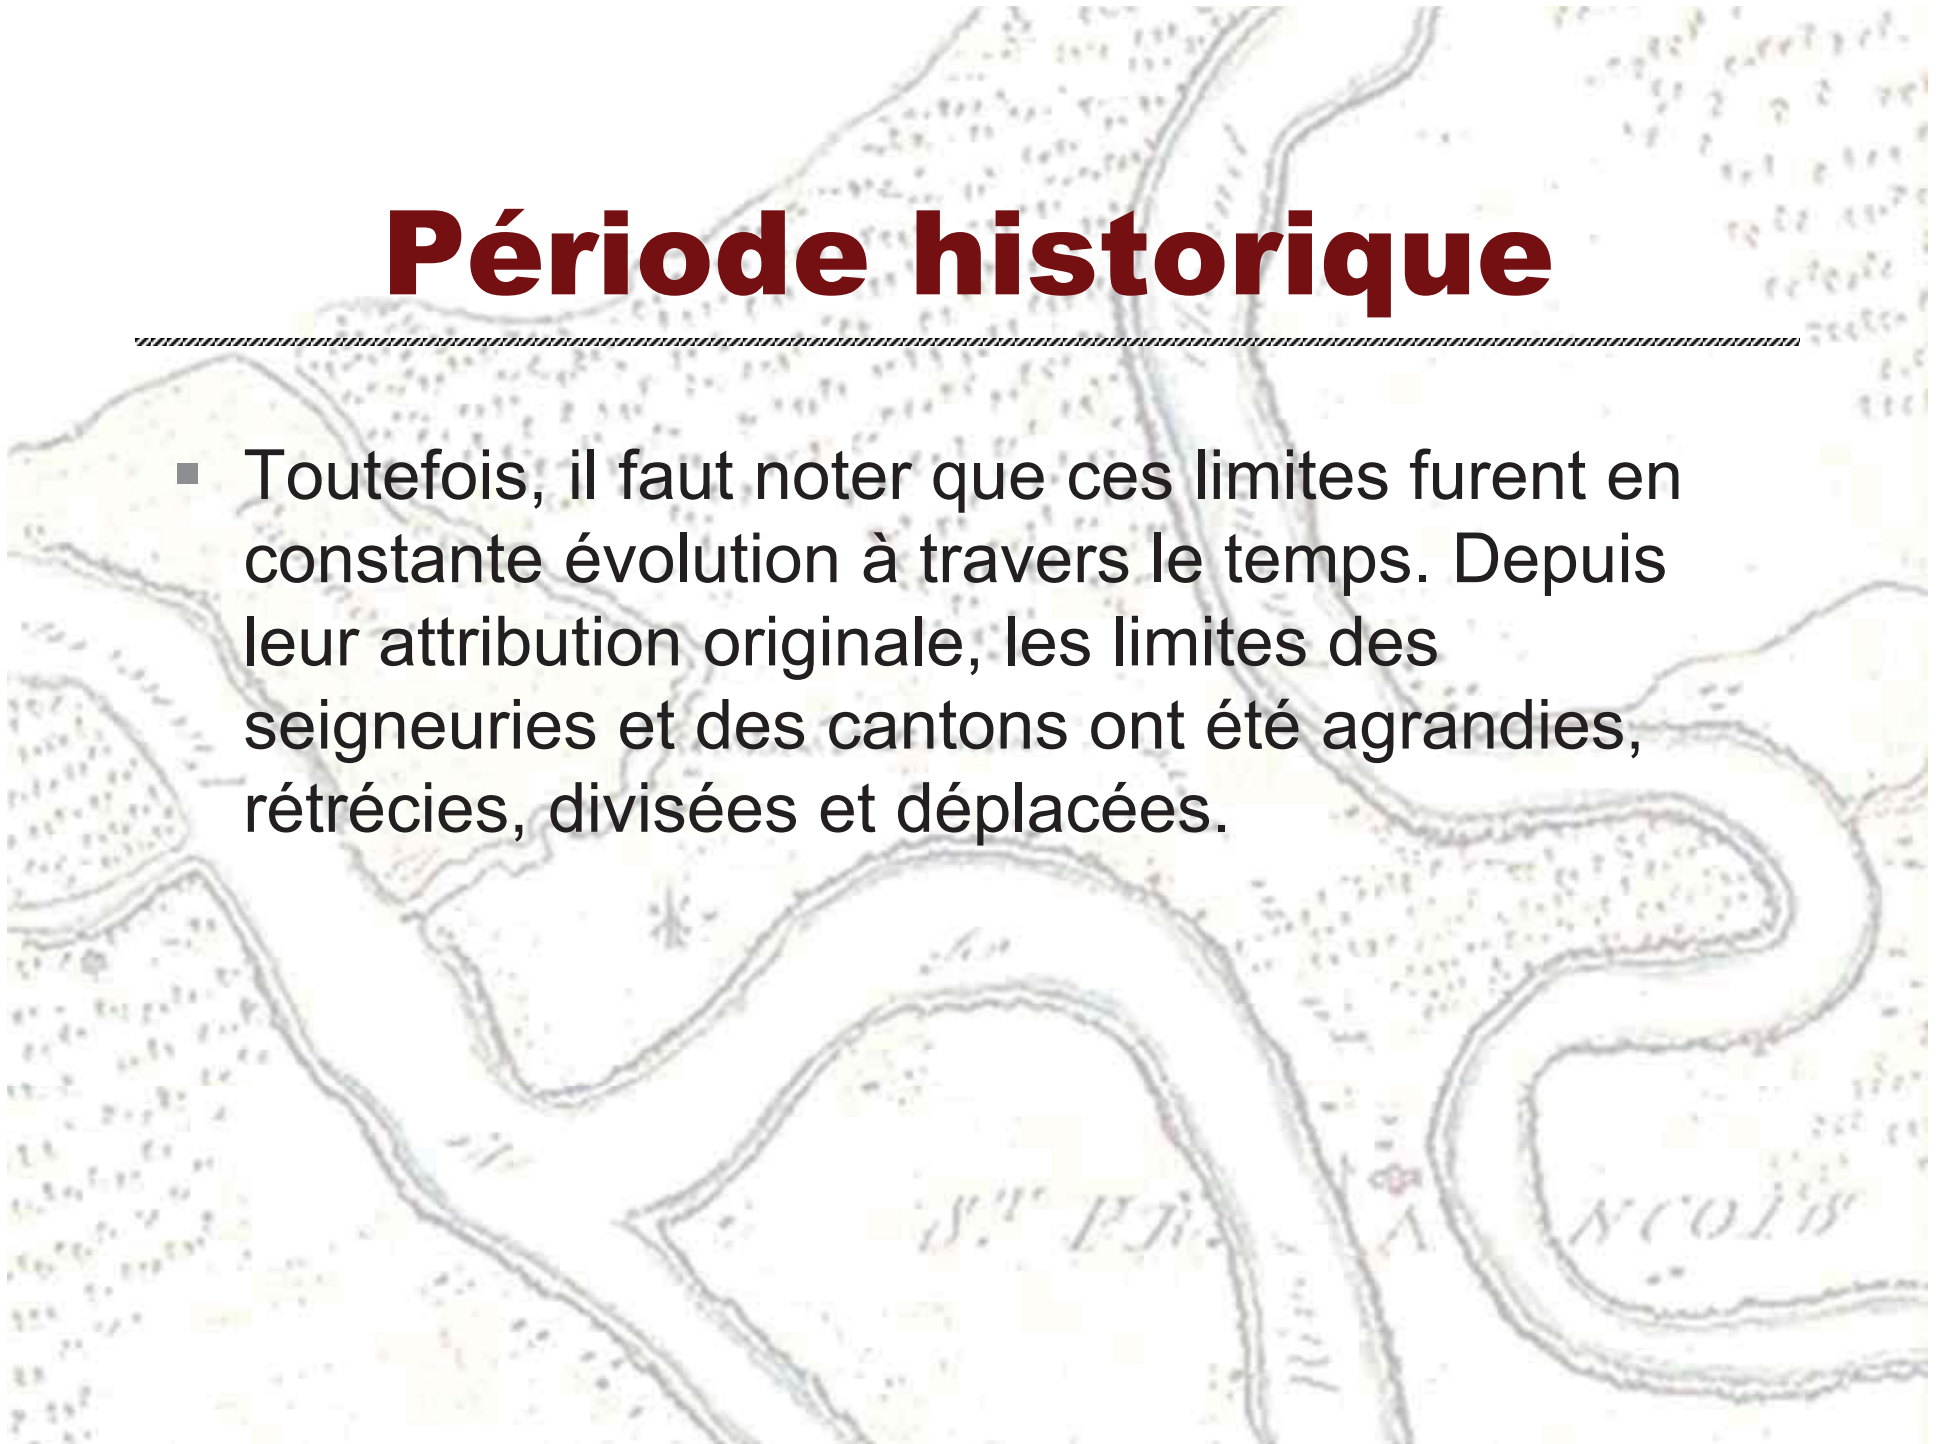 Période historique
Toutefois, il faut noter que ces limites furent en
constante évolution à travers le temps. Depuis
leur attribution originale, les limites des
seigneuries et des cantons ont été agrandies,
rétrécies, divisées et déplacées.